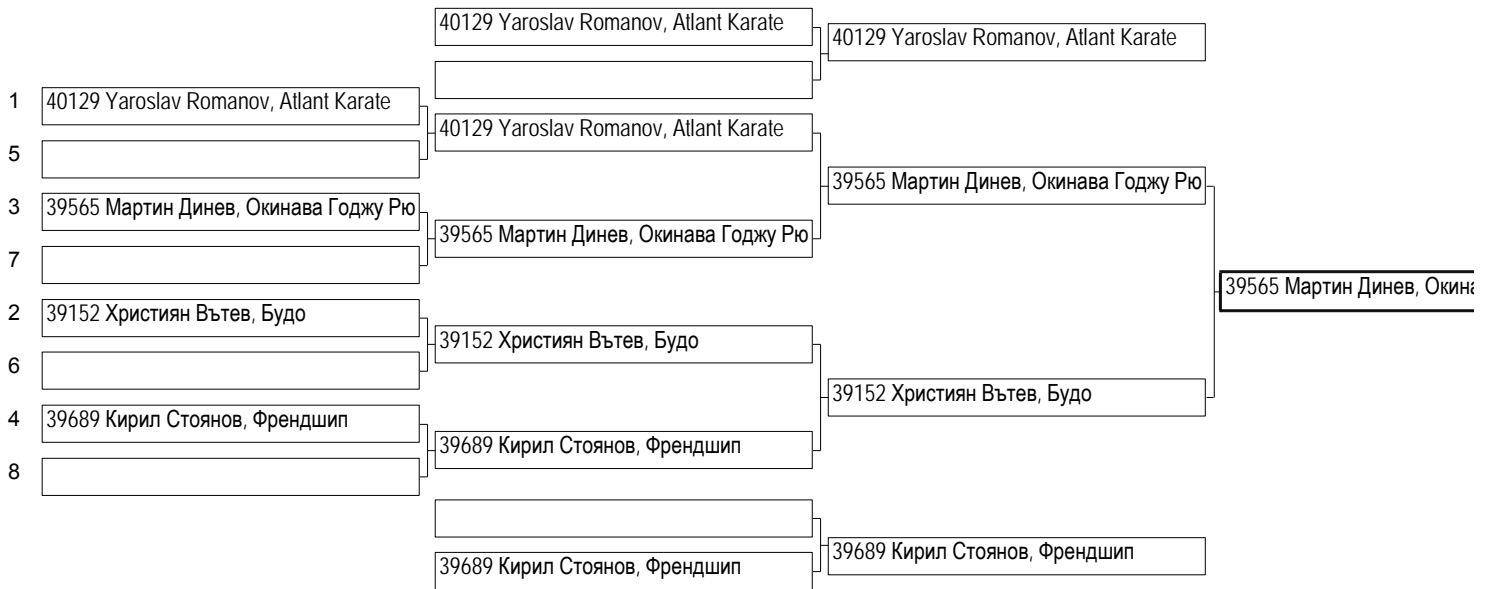 40129 Yaroslav Romanov, Atlant Karate
40129 Yaroslav Romanov, Atlant Karate
1 40129 Yaroslav Romanov, Atlant Karate
40129 Yaroslav Romanov, Atlant Karate
5
39565 Мартин Динев, Окинава Годжу Рю
3 39565 Мартин Динев, Окинава Годжу Рю
39565 Мартин Динев, Окинава Годжу Рю
7
39565 Мартин Динев, Окина
2 39152 Християн Вътев, Будо
39152 Християн Вътев, Будо
6
39152 Християн Вътев, Будо
4 39689 Кирил Стоянов, Френдшип
39689 Кирил Стоянов, Френдшип
8
39689 Кирил Стоянов, Френдшип
39689 Кирил Стоянов, Френдшип